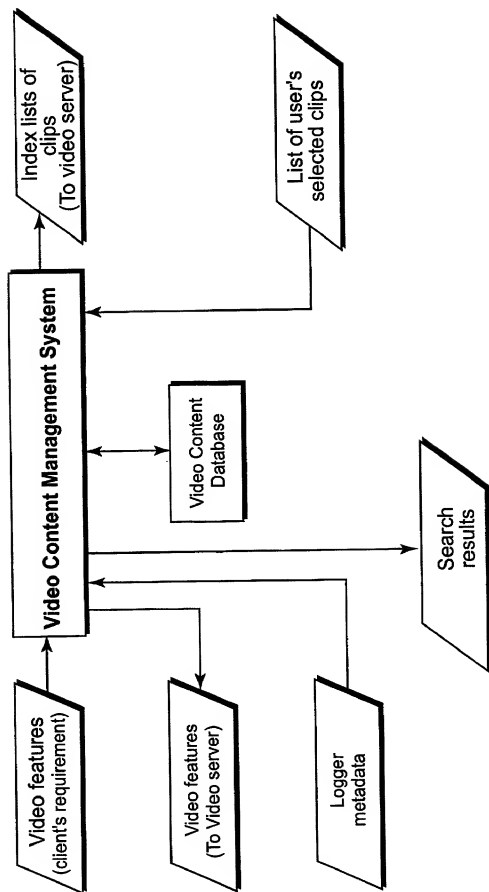 Video features
(client's requirement)
Video Content Management System
Index lists of
clips
(To video server)
Video features
(To Video server)
Video Content
Database
List of user's
selected clips
Logger
metadata
Search
results